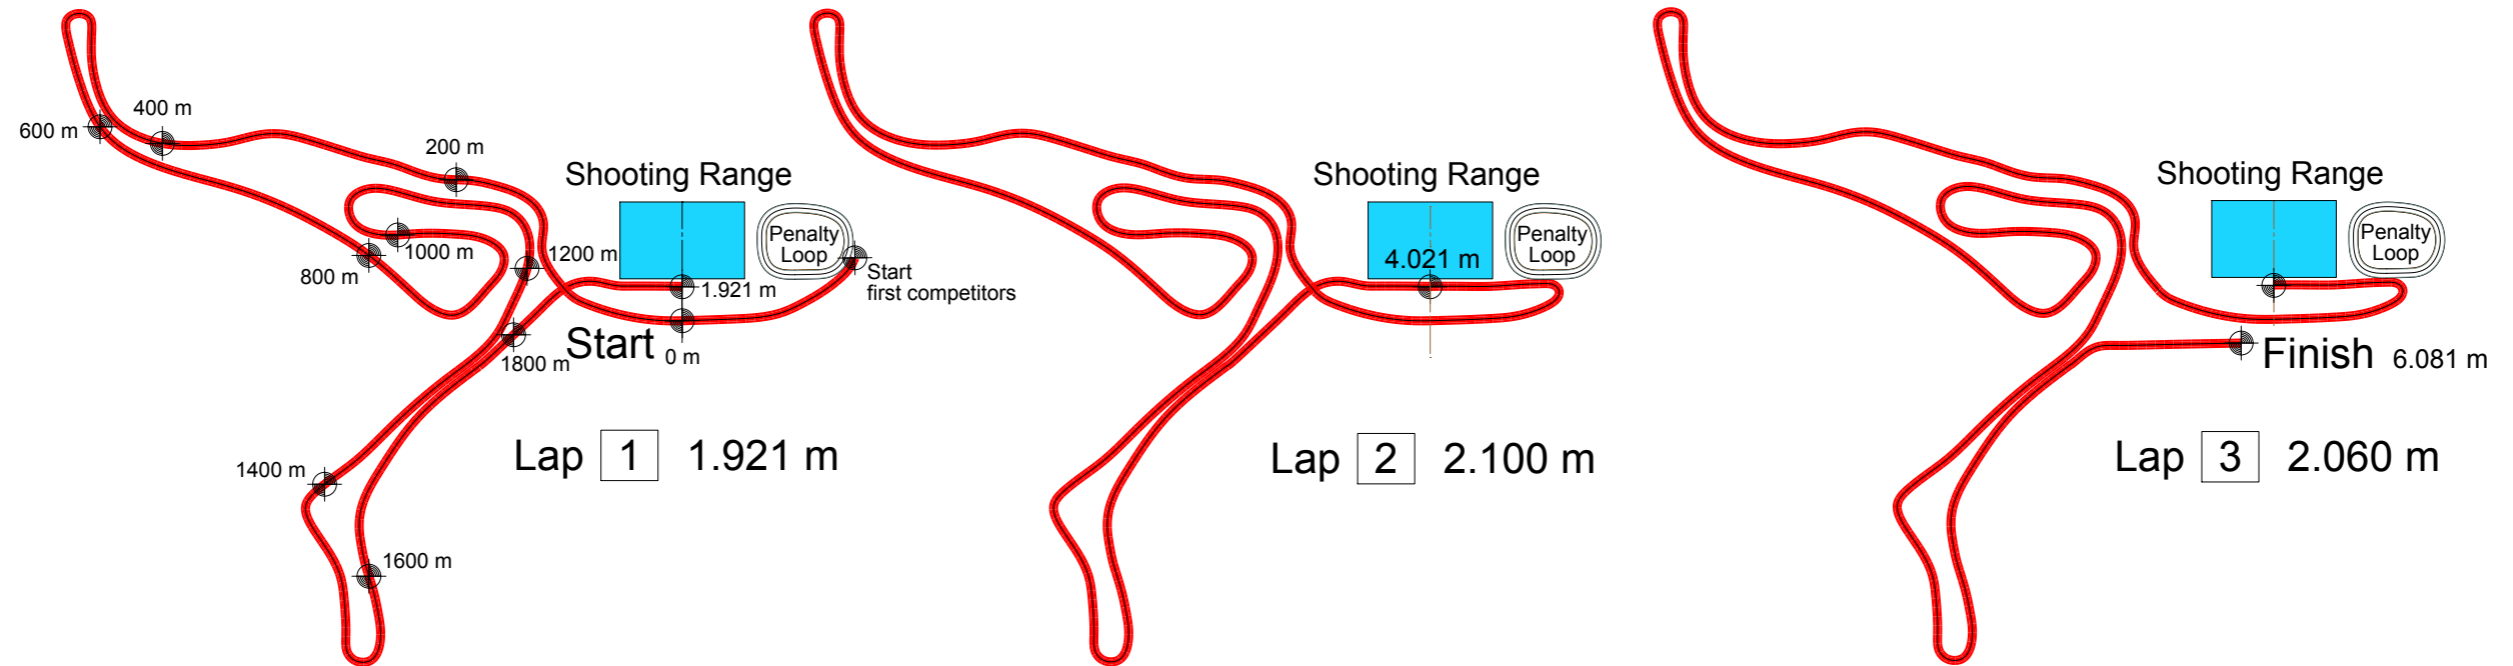 400 m
600 m
200 m
Shooting Range
Penalty
Loop
1000 m
800 m
1200 m
Start
first competitors
1.921 m
Start 0 m
1800 m
1400 m
1600 m
Lap 1 1.921 m
Shooting Range
Penalty
Loop
4.021 m
Lap 2 2.100 m
Shooting Range
Penalty
Loop
Finish 6.081 m
Lap 3 2.060 m